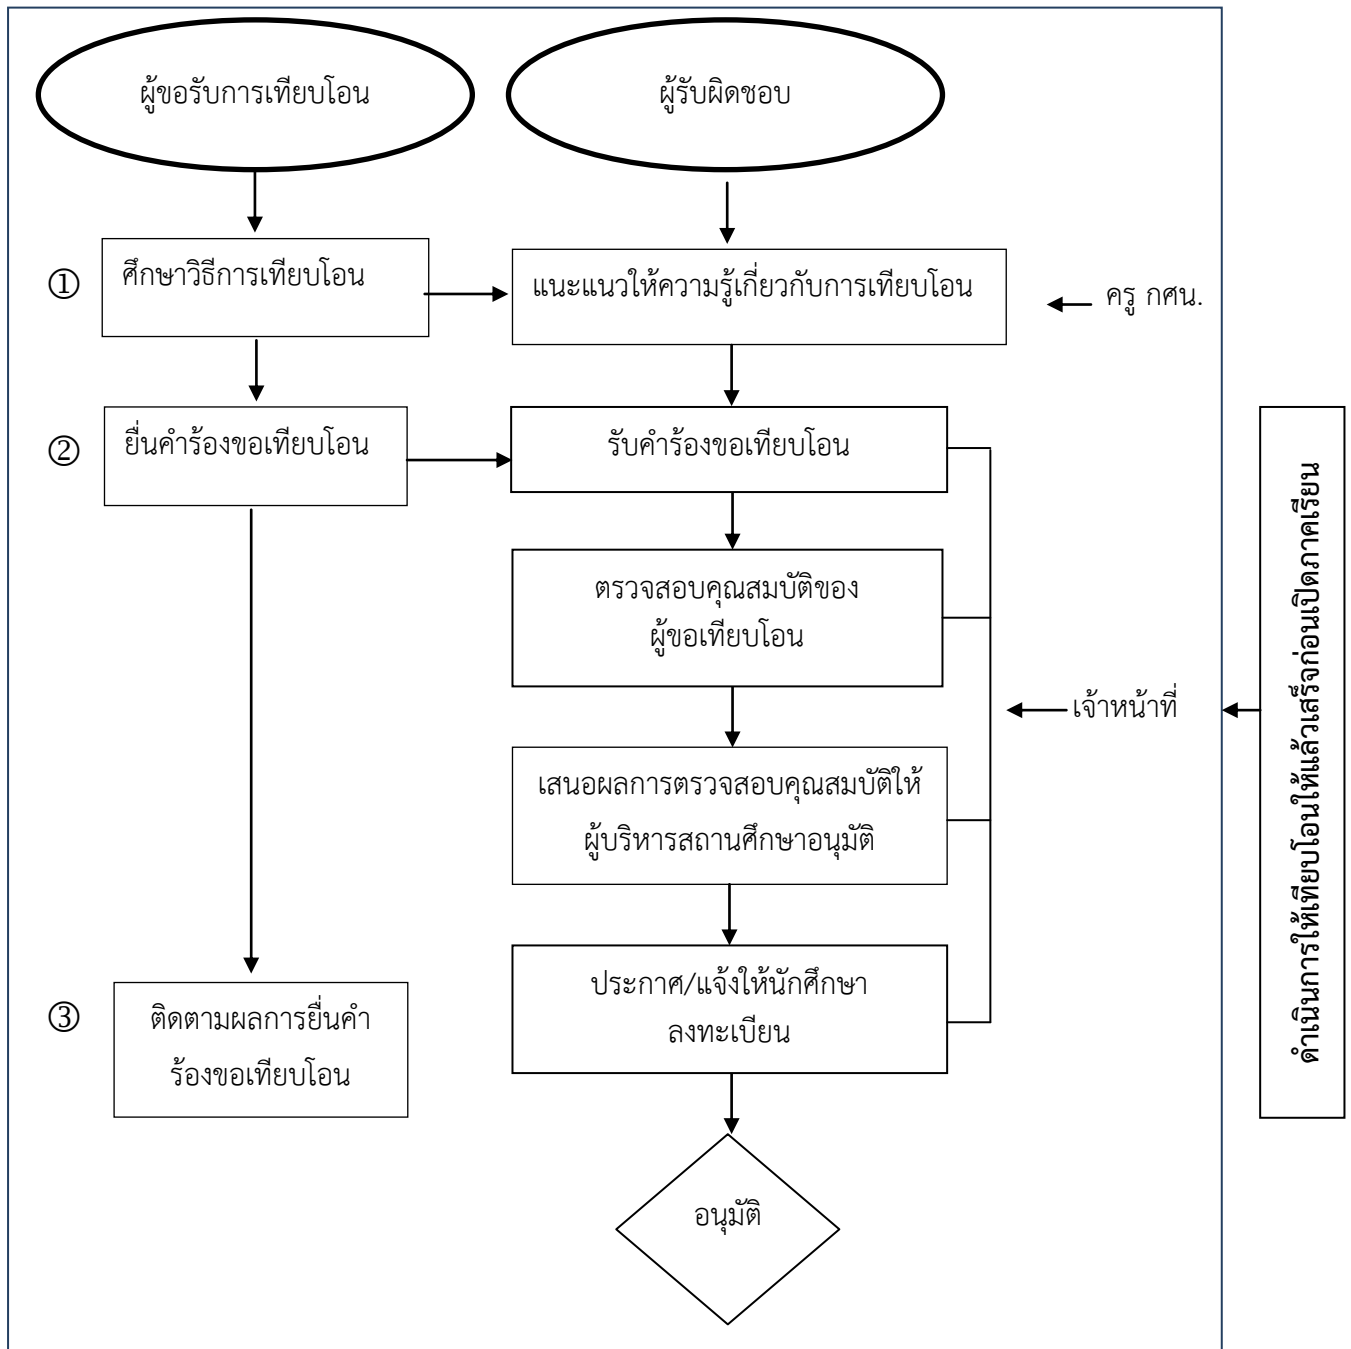 ผู้ขอรับการเทียบโอน
ผู้รับผิดชอบ
①
ศึกษาวิธีการเทียบโอน
แนะแนวให้ความรู้เกี่ยวกับการเทียบโอน
ครู กศน.
②
ยื่นคำร้องขอเทียบโอน
รับคำร้องขอเทียบโอน
ตรวจสอบคุณสมบัติของ
ผู้ขอเทียบโอน
เจ้าหน้าที่
เสนอผลการตรวจสอบคุณสมบัติให้
ผู้บริหารสถานศึกษาอนุมัติ
③
ติดตามผลการยื่นคำ
ร้องขอเทียบโอน
ประกาศ/แจ้งให้นักศึกษา
ลงทะเบียน
อนุมัติ
ดำเนินการให้เทียบโอนให้แล้วเสร็จก่อนเปิดภาคเรียน